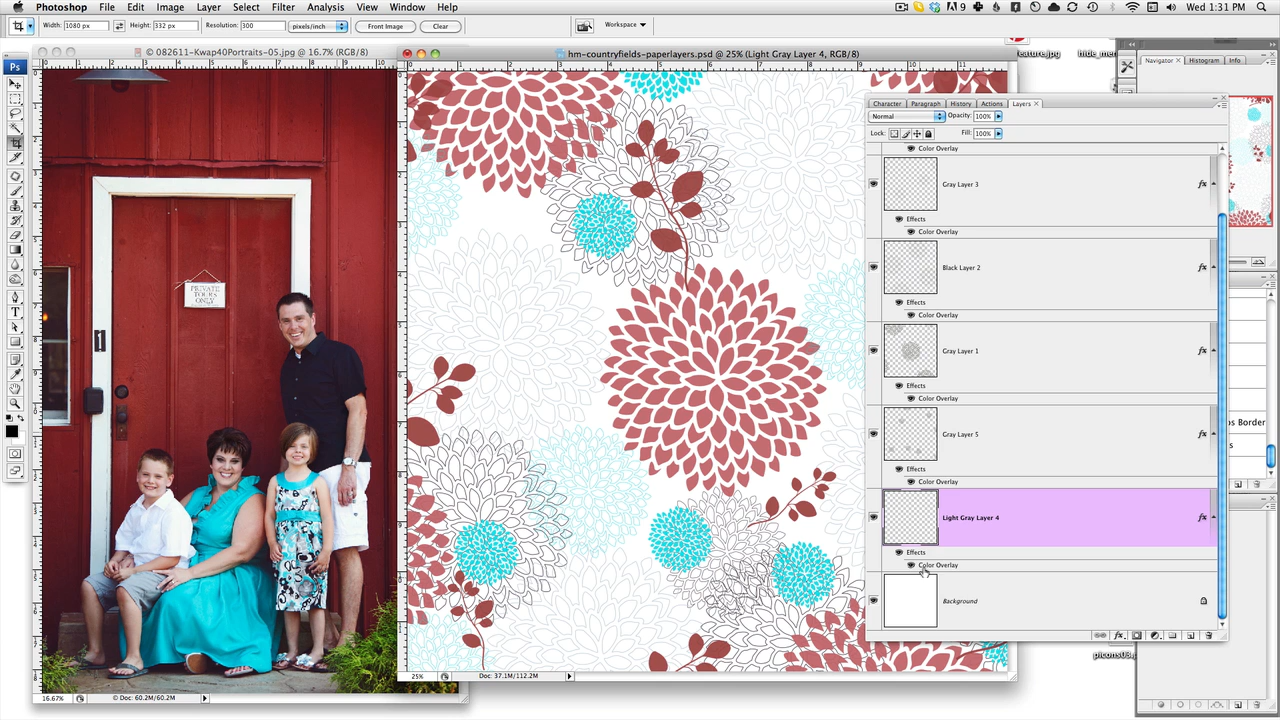 Photoshop File Edit Image Layer Select Filter Analysis View Window Help
9 Wed 1:31 PM
Width: 1080 px Height: 332 px Resolution: 300 pixels/inch Front Image Clear Workspace
© 082611-Kwap40Portraits-05.jpg @ 16.7% (RGB/8)
hm-countryfields-paperlayers.psd @ 25% (Light Gray Layer 4, RGB/8)
Ps
Navigator Histogram Info
Character Paragraph History Actions Layers
Normal Opacity: 100%
Lock: Fill: 100%
Color Overlay
Gray Layer 3
Effects
Color Overlay
Black Layer 2
Effects
Color Overlay
Gray Layer 1
Effects
Color Overlay
Gray Layer 5
Effects
Color Overlay
Light Gray Layer 4
Effects
Color Overlay
Background
PRIVATE
TOURS
ONLY
16.67% © Doc: 60.2M/60.2M
25% Doc: 37.1M/112.2M